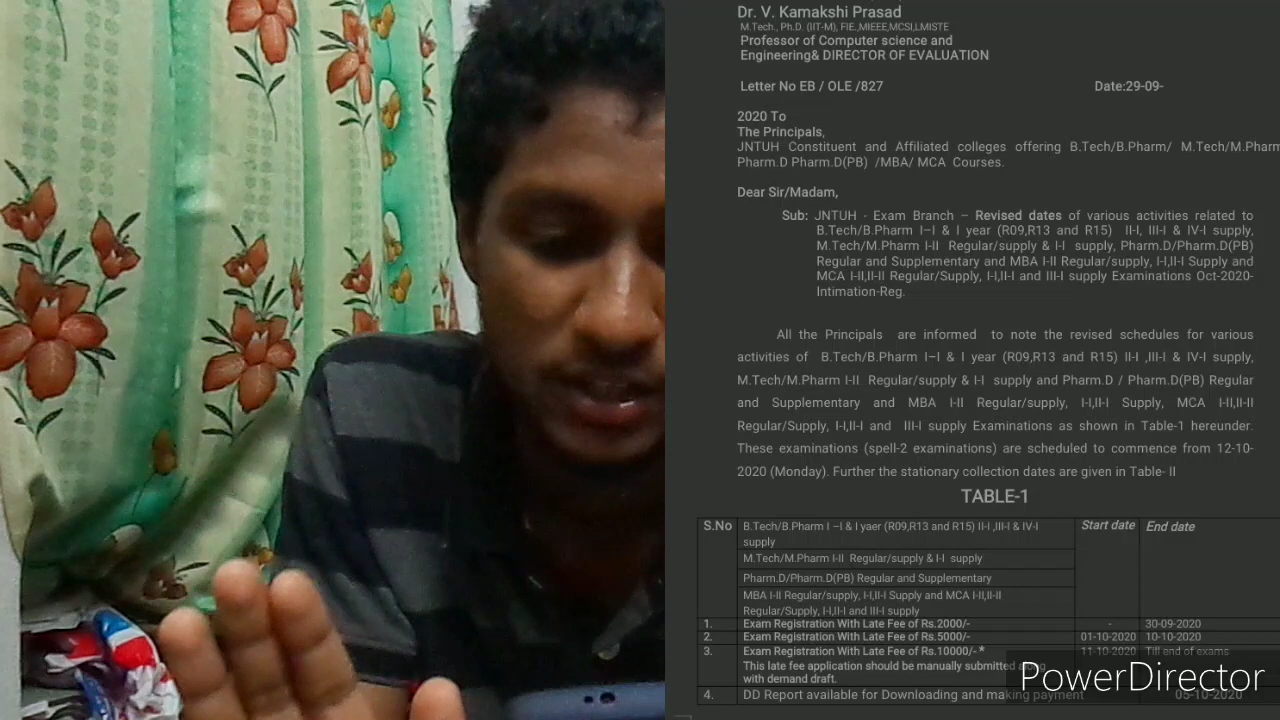 Dr. V. Kamakshi Prasad
M.Tech., Ph.D. (IIT-M), FIE.,MIEEE,MCSI,LMISTE
Professor of Computer science and
Engineering& DIRECTOR OF EVALUATION
Letter No EB / OLE /827 Date:29-09-
2020 To
The Principals,
JNTUH Constituent and Affiliated colleges offering B.Tech/B.Pharm/ M.Tech/M.Pharm
Pharm.D Pharm.D(PB) /MBA/ MCA Courses.
Dear Sir/Madam,
Sub: JNTUH - Exam Branch – Revised dates of various activities related to
B.Tech/B.Pharm I–I & I year (R09,R13 and R15) II-I, III-I & IV-I supply,
M.Tech/M.Pharm I-II Regular/supply & I-I supply, Pharm.D/Pharm.D(PB)
Regular and Supplementary and MBA I-II Regular/supply, I-I,II-I Supply and
MCA I-II,II-II Regular/Supply, I-I,II-I and III-I supply Examinations Oct-2020-
Intimation-Reg.
All the Principals are informed to note the revised schedules for various
activities of B.Tech/B.Pharm I–I & I year (R09,R13 and R15) II-I ,III-I & IV-I supply,
M.Tech/M.Pharm I-II Regular/supply & I-I supply and Pharm.D / Pharm.D(PB) Regular
and Supplementary and MBA I-II Regular/supply, I-I,II-I Supply, MCA I-II,II-II
Regular/Supply, I-I,II-I and III-I supply Examinations as shown in Table-1 hereunder.
These examinations (spell-2 examinations) are scheduled to commence from 12-10-
2020 (Monday). Further the stationary collection dates are given in Table- II
TABLE-1
S.No B.Tech/B.Pharm I –I & I yaer (R09,R13 and R15) II-I ,III-I & IV-I Start date End date
supply
M.Tech/M.Pharm I-II Regular/supply & I-I supply
Pharm.D/Pharm.D(PB) Regular and Supplementary
MBA I-II Regular/supply, I-I,II-I Supply and MCA I-II,II-II
Regular/Supply, I-I,II-I and III-I supply
1. Exam Registration With Late Fee of Rs.2000/- - 30-09-2020
2. Exam Registration With Late Fee of Rs.5000/- 01-10-2020 10-10-2020
3. Exam Registration With Late Fee of Rs.10000/- * 11-10-2020 Till end of exams
This late fee application should be manually submitted along
with demand draft.
4. DD Report available for Downloading and making payment 05-10-2020
PowerDirector